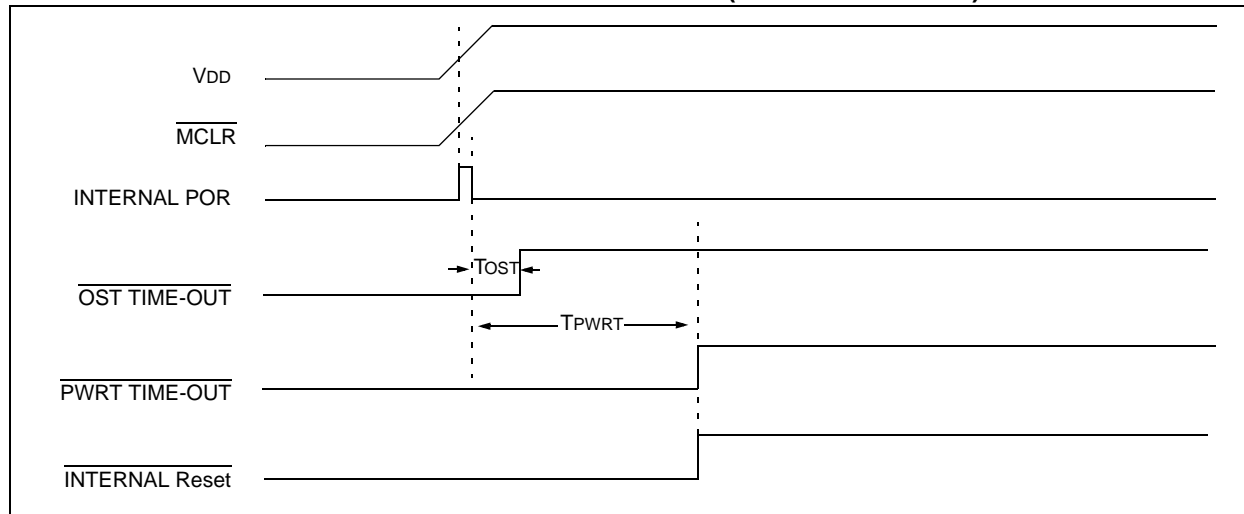 VDD
MCLR
INTERNAL POR
TOST
OST TIME-OUT
TPWRT
PWRT TIME-OUT
INTERNAL Reset